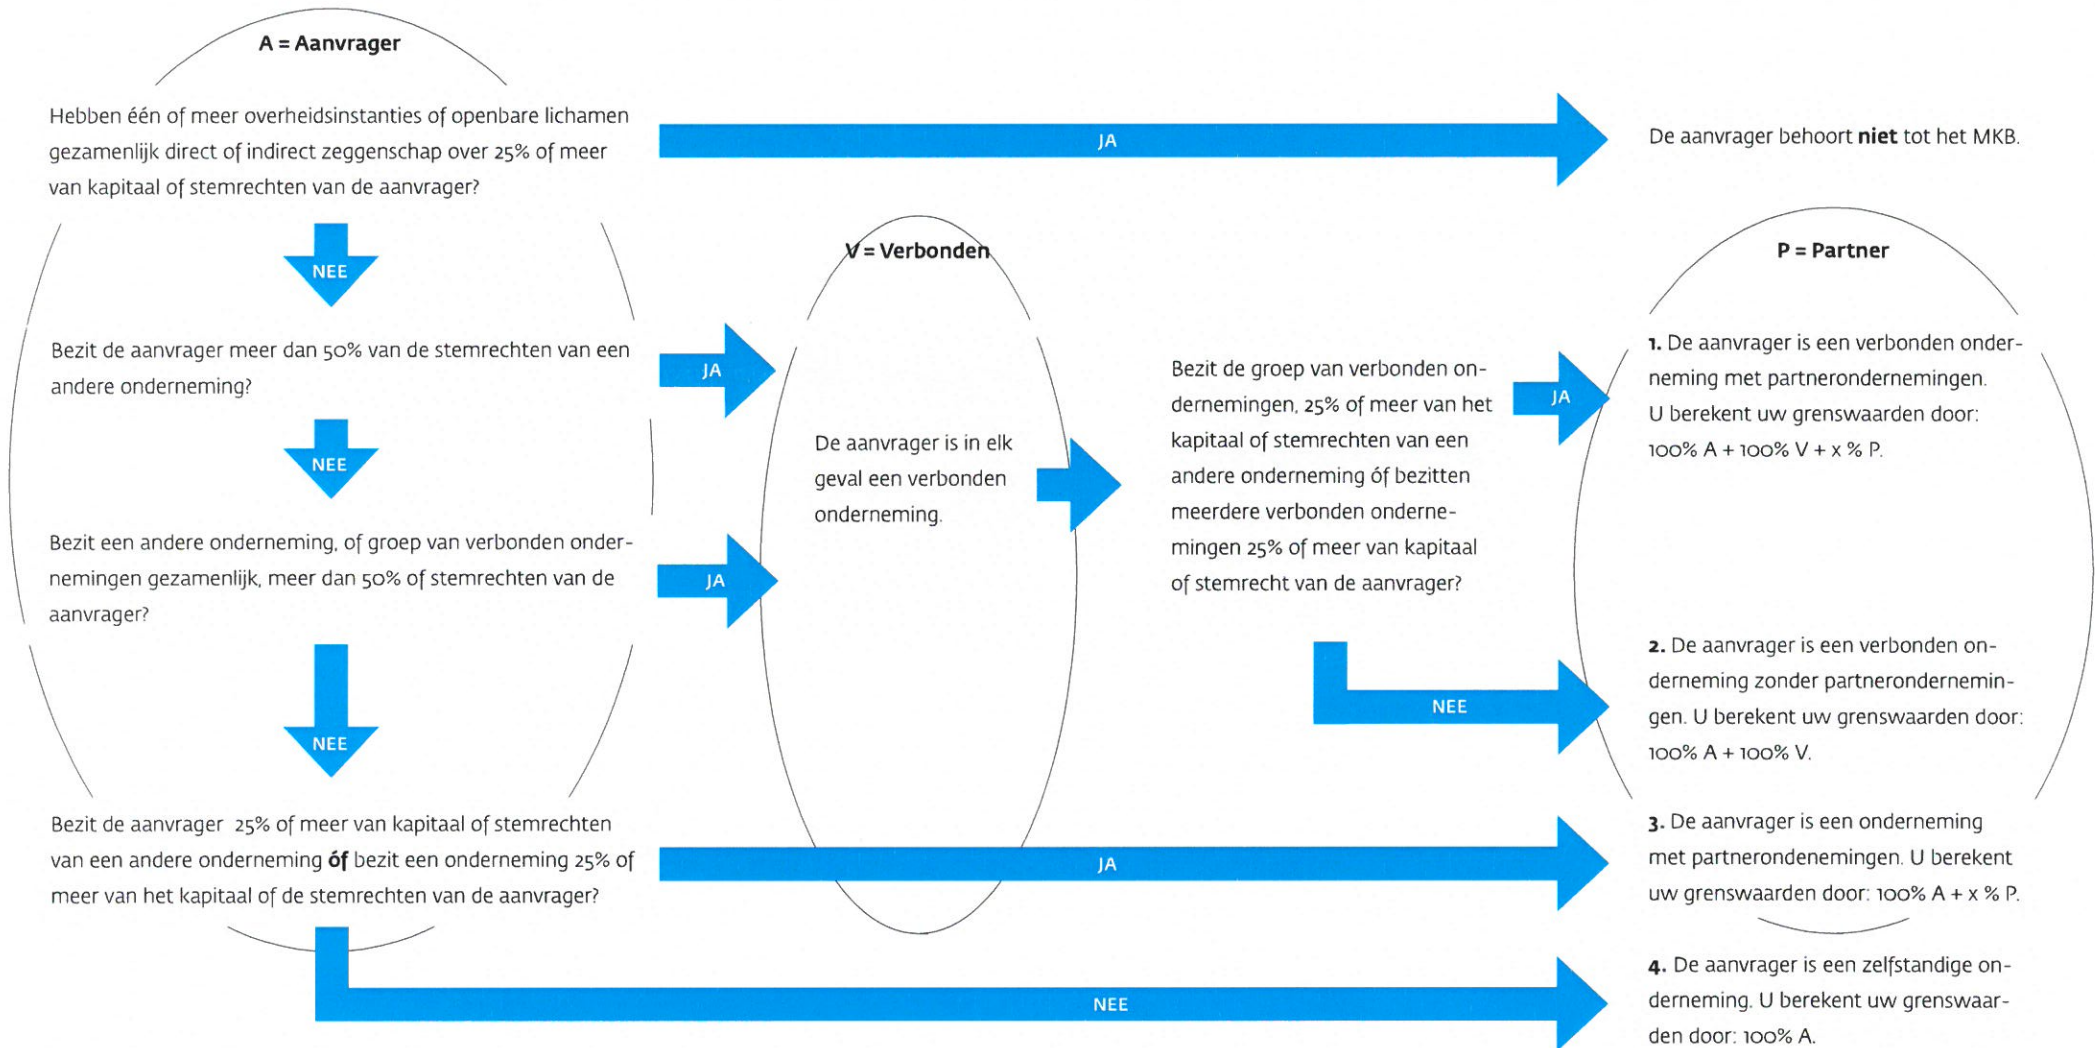 A = Aanvrager
Hebben één of meer overheidsinstanties of openbare lichamen
gezamenlijk direct of indirect zeggenschap over 25% of meer
van kapitaal of stemrechten van de aanvrager?
JA
De aanvrager behoort niet tot het MKB.
NEE
Bezit de aanvrager meer dan 50% van de stemrechten van een
andere onderneming?
JA
NEE
Bezit een andere onderneming, of groep van verbonden onder-
nemingen gezamenlijk, meer dan 50% of stemrechten van de
aanvrager?
JA
NEE
Bezit de aanvrager 25% of meer van kapitaal of stemrechten
van een andere onderneming óf bezit een onderneming 25% of
meer van het kapitaal of de stemrechten van de aanvrager?
JA
NEE
V = Verbonden
De aanvrager is in elk
geval een verbonden
onderneming.
Bezit de groep van verbonden on-
dernemingen, 25% of meer van het
kapitaal of stemrechten van een
andere onderneming óf bezitten
meerdere verbonden onderne-
mingen 25% of meer van kapitaal
of stemrecht van de aanvrager?
JA
NEE
P = Partner
1. De aanvrager is een verbonden onder-
neming met partnerondernemingen.
U berekent uw grenswaarden door:
100% A + 100% V + x % P.
2. De aanvrager is een verbonden on-
derneming zonder partnerondernemin-
gen. U berekent uw grenswaarden door:
100% A + 100% V.
3. De aanvrager is een onderneming
met partnerondenemingen. U berekent
uw grenswaarden door: 100% A + x % P.
4. De aanvrager is een zelfstandige on-
derneming. U berekent uw grenswaar-
den door: 100% A.